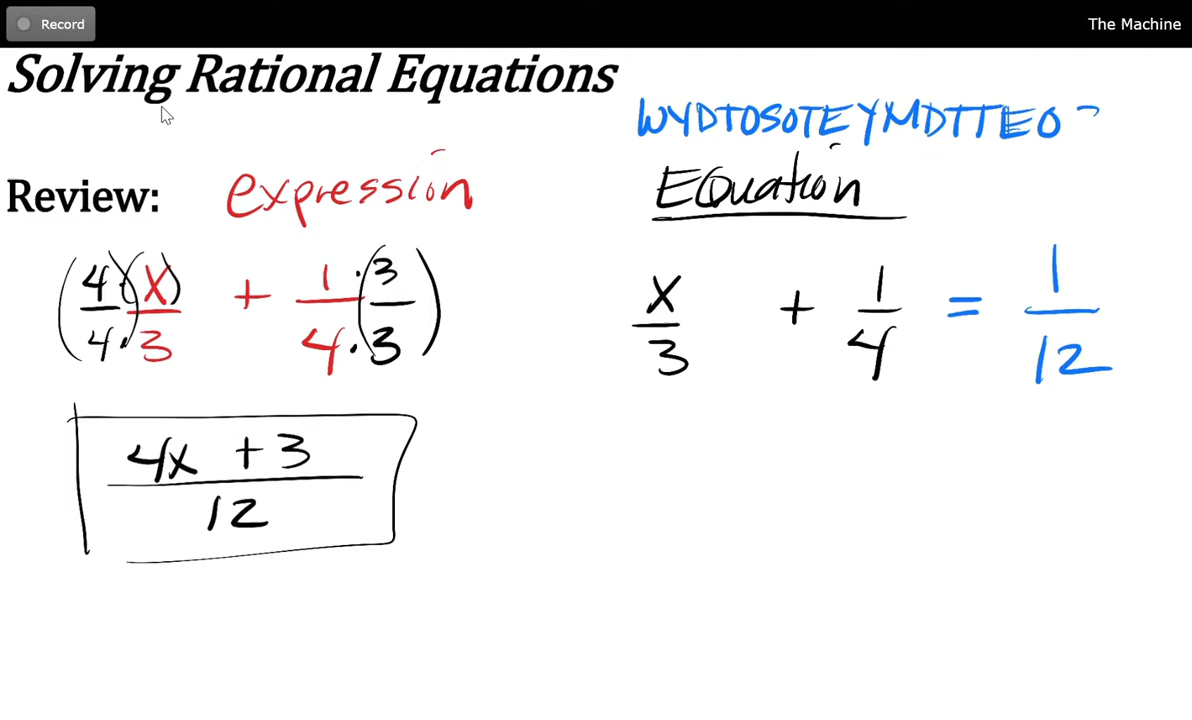 Record
The Machine
Solving Rational Equations
WYDTOSOTEYMDTTEO
Review:
expression
Equation
(4/4)·(x/3) + 1/4·(3/3)
x/3 + 1/4 = 1/12
4x + 3
12